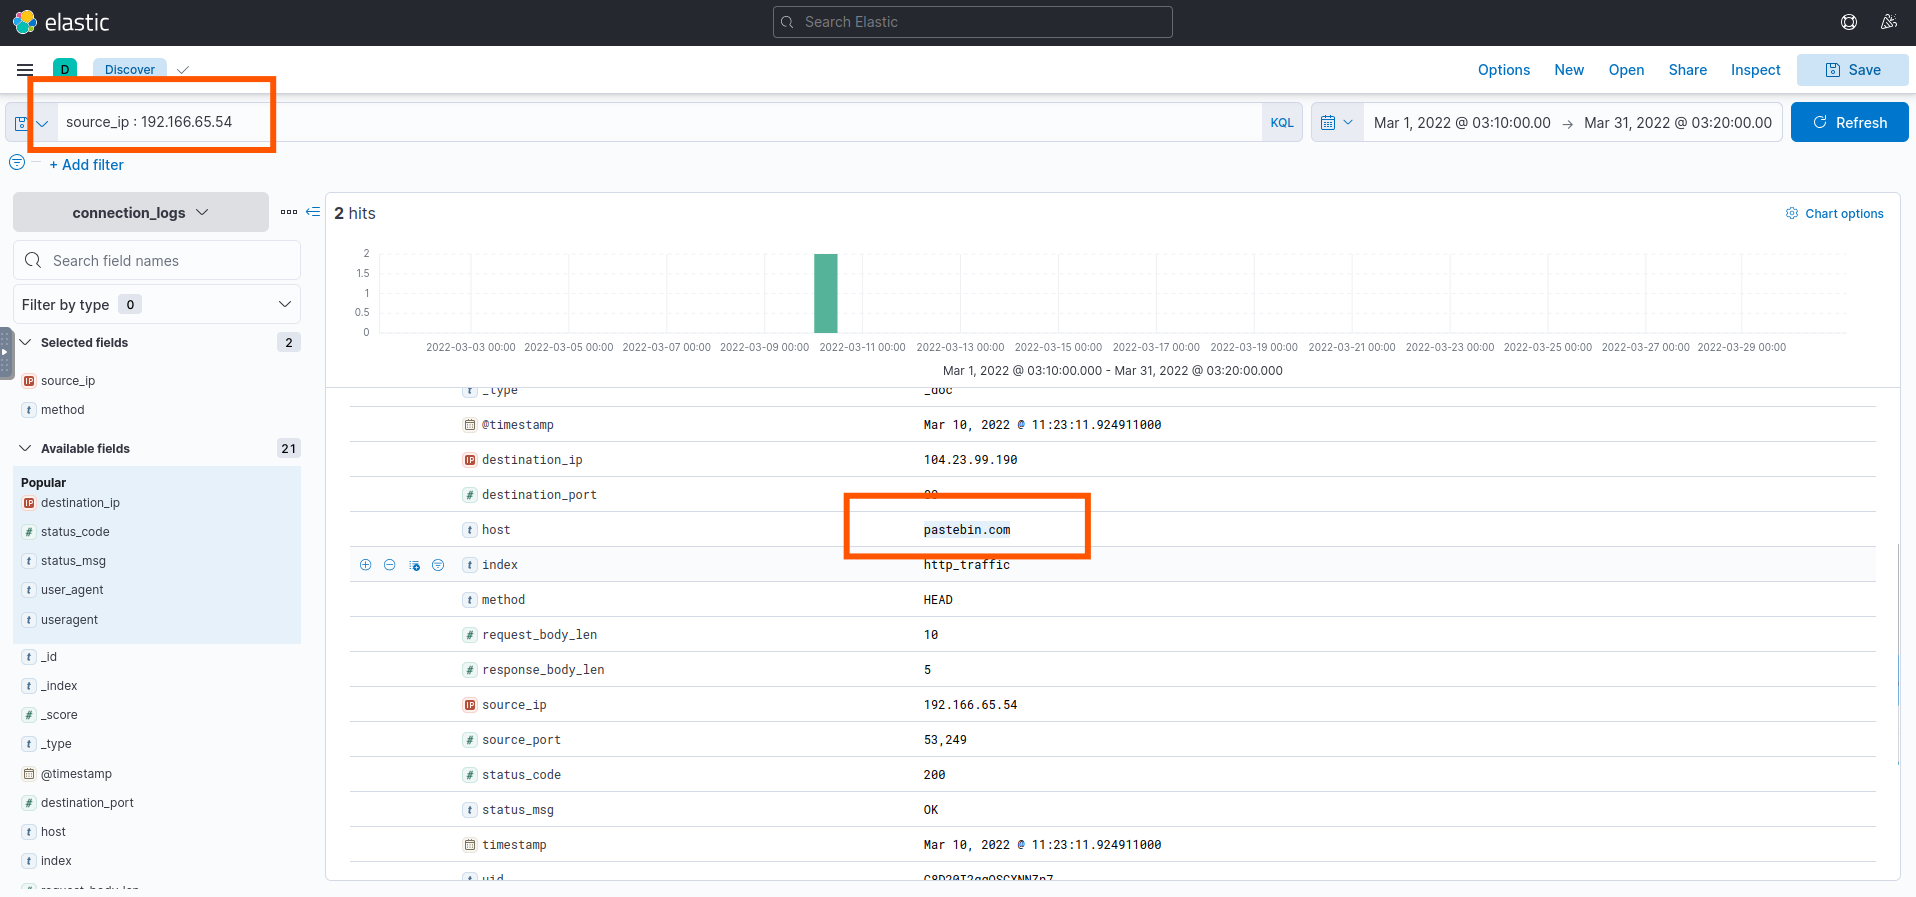 elastic
Search Elastic
D
Discover
Options
New
Open
Share
Inspect
Save
source_ip : 192.166.65.54
KQL
Mar 1, 2022 @ 03:10:00.00 → Mar 31, 2022 @ 03:20:00.00
Refresh
+ Add filter
connection_logs
Search field names
Filter by type 0
Selected fields 2
source_ip
method
Available fields 21
Popular
destination_ip
status_code
status_msg
user_agent
useragent
_id
_index
_score
_type
@timestamp
destination_port
host
index
2 hits
Chart options
2
1.5
1
0.5
0
2022-03-03 00:00 2022-03-05 00:00 2022-03-07 00:00 2022-03-09 00:00 2022-03-11 00:00 2022-03-13 00:00 2022-03-15 00:00 2022-03-17 00:00 2022-03-19 00:00 2022-03-21 00:00 2022-03-23 00:00 2022-03-25 00:00 2022-03-27 00:00 2022-03-29 00:00
Mar 1, 2022 @ 03:10:00.000 - Mar 31, 2022 @ 03:20:00.000
_type _doc
@timestamp Mar 10, 2022 @ 11:23:11.924911000
destination_ip 104.23.99.190
destination_port
host pastebin.com
index http_traffic
method HEAD
request_body_len 10
response_body_len 5
source_ip 192.166.65.54
source_port 53,249
status_code 200
status_msg OK
timestamp Mar 10, 2022 @ 11:23:11.924911000
uid